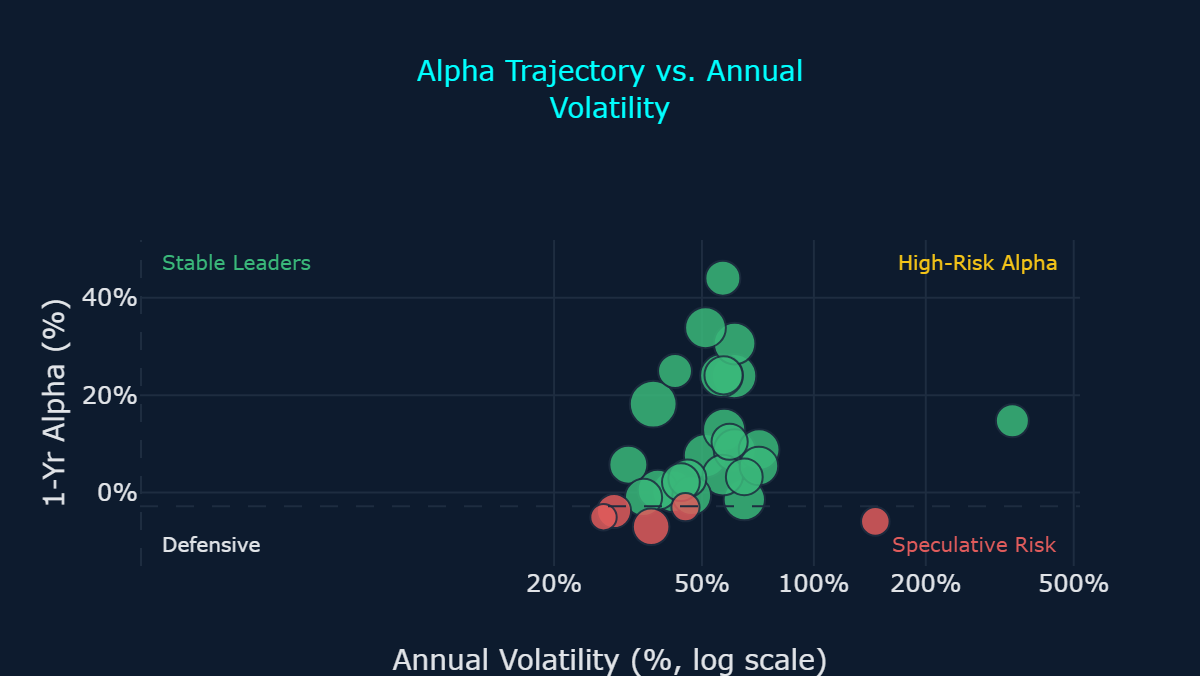 Alpha Trajectory vs. Annual
Volatility
Stable Leaders
High-Risk Alpha
1-Yr Alpha (%)
40%
20%
0%
Defensive
Speculative Risk
20%
50%
100%
200%
500%
Annual Volatility (%, log scale)